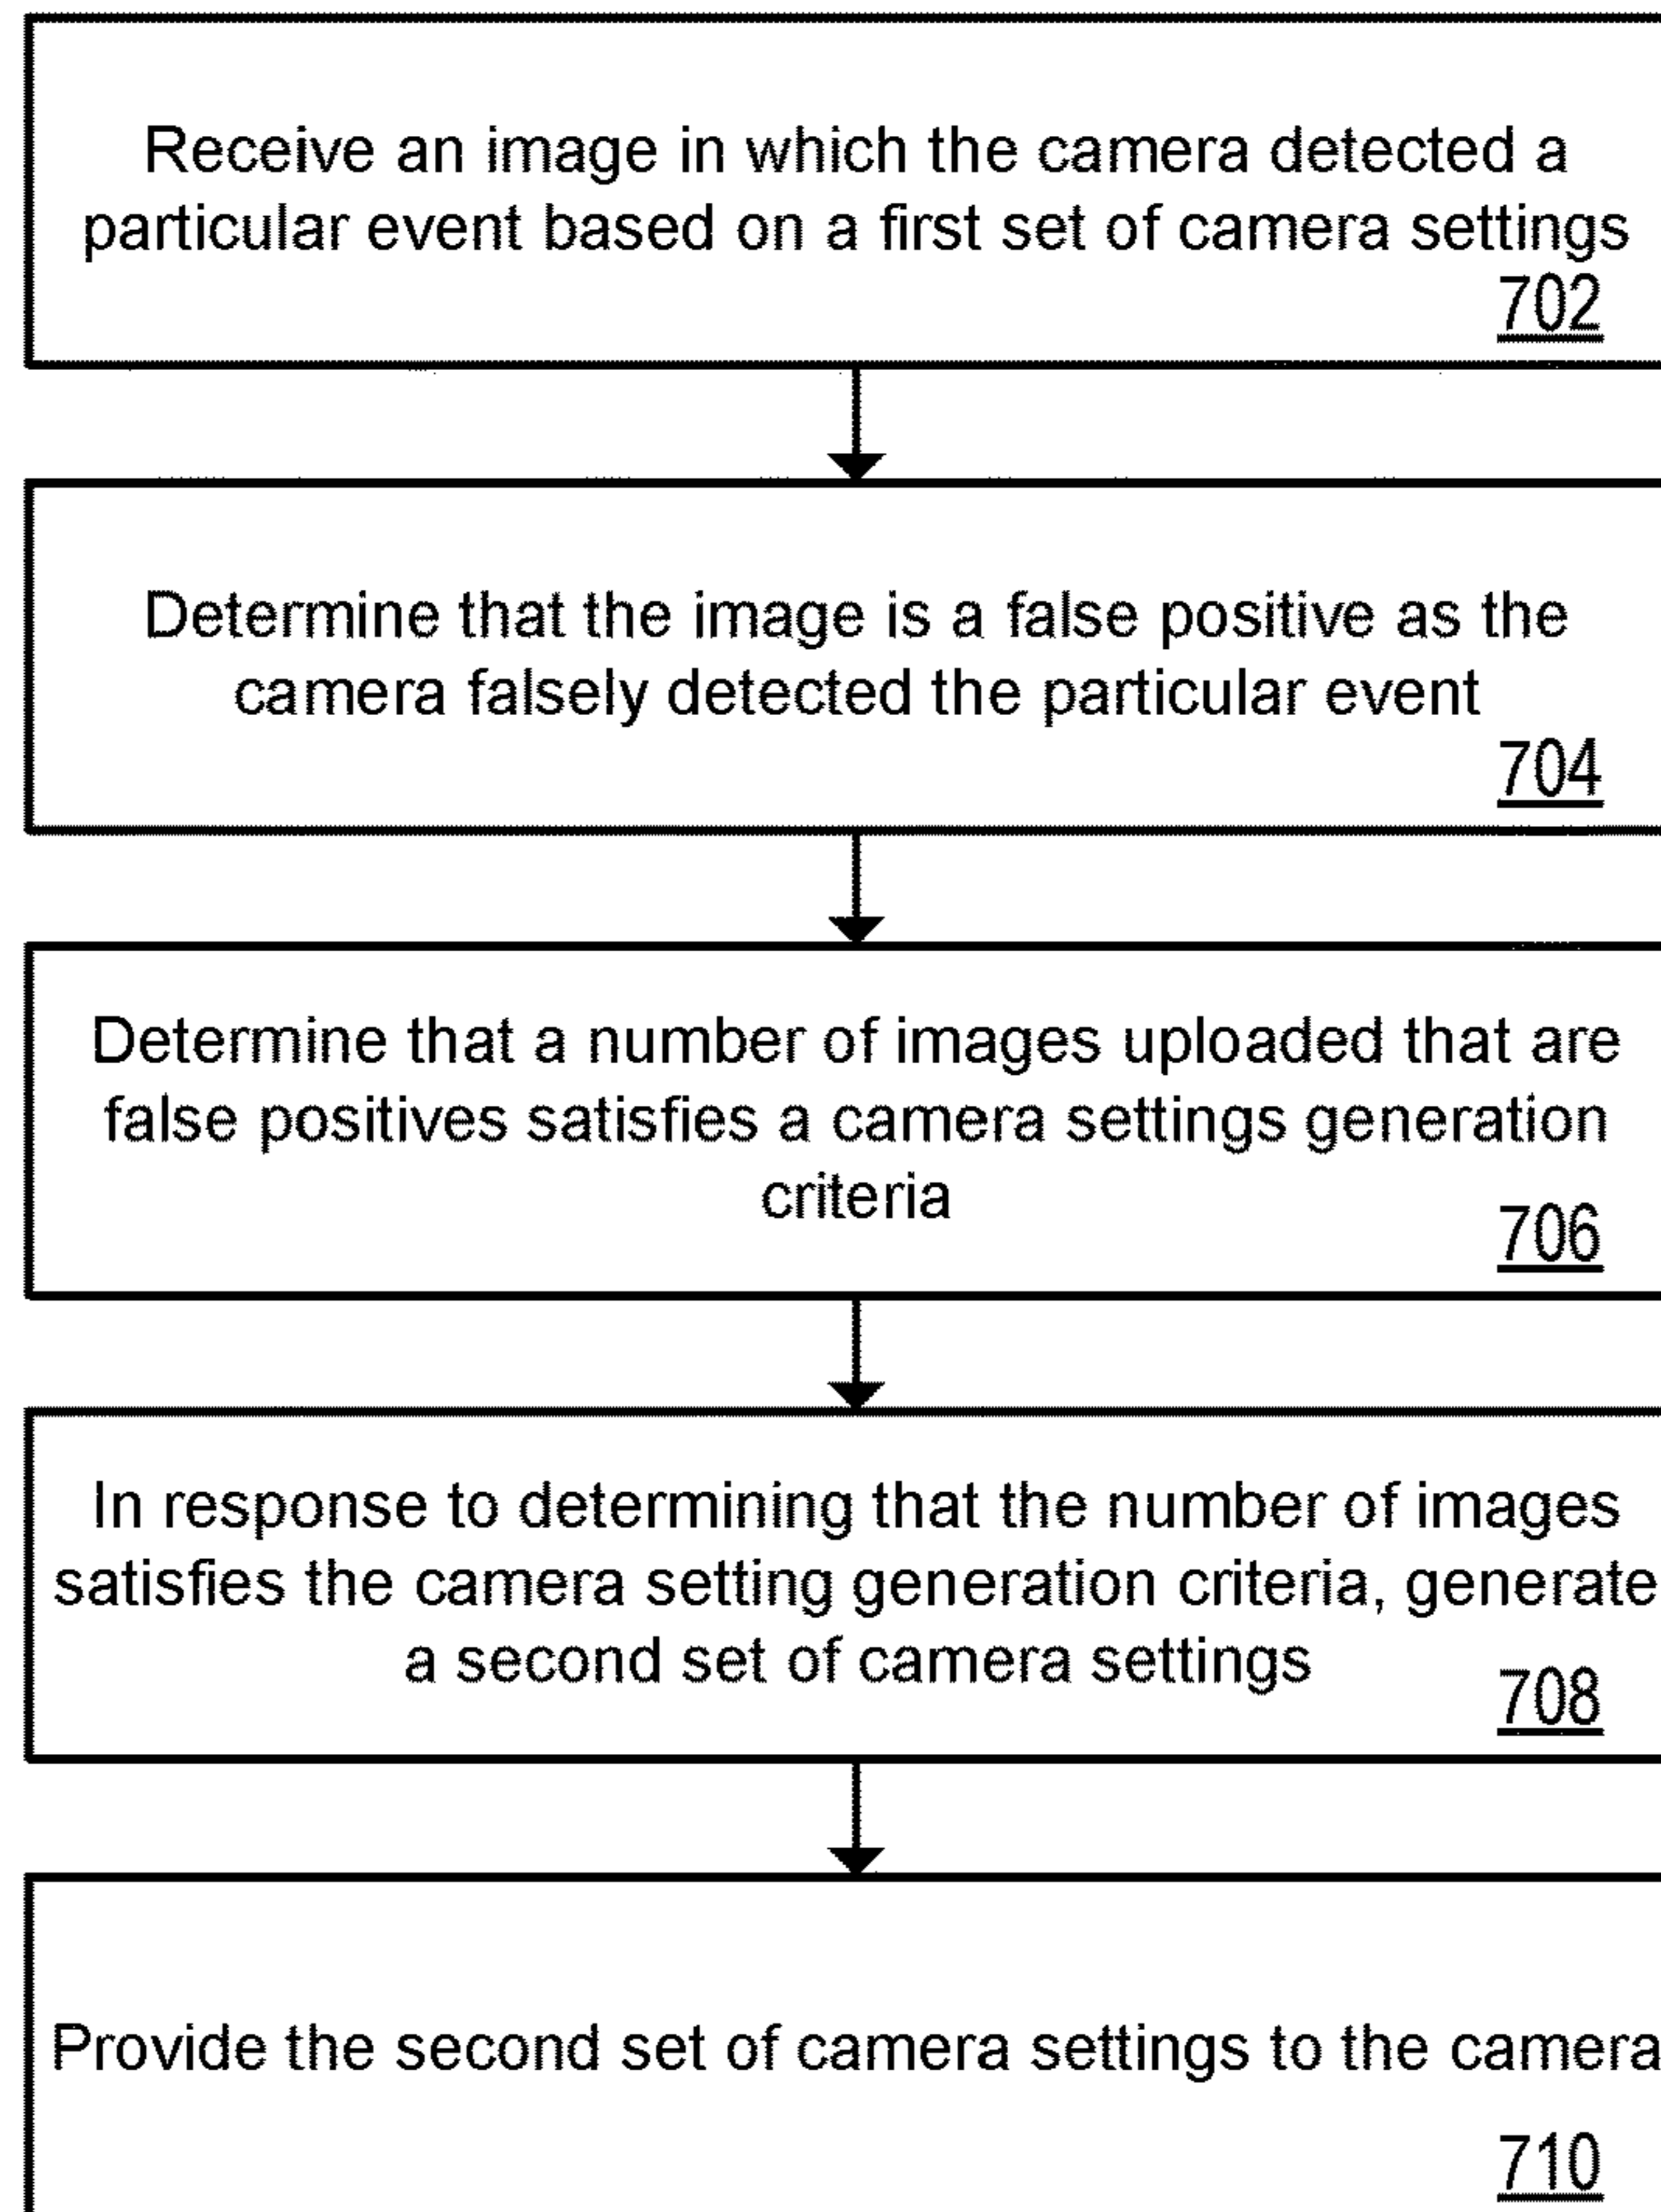 Receive an image in which the camera detected a
particular event based on a first set of camera settings
702
Determine that the image is a false positive as the
camera falsely detected the particular event
704
Determine that a number of images uploaded that are
false positives satisfies a camera settings generation
criteria
706
In response to determining that the number of images
satisfies the camera setting generation criteria, generate
a second set of camera settings
708
Provide the second set of camera settings to the camera
710